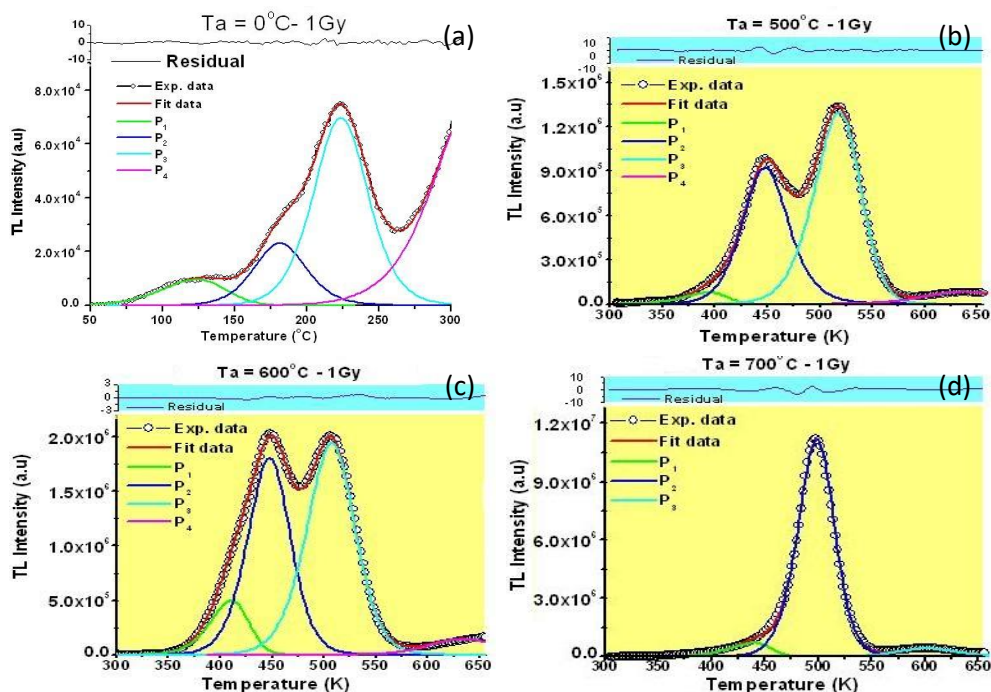 Ta = 0°C- 1Gy
(a)
10
0
-10
Residual
8.0x10⁴
6.0x10⁴
4.0x10⁴
2.0x10⁴
0.0
TL Intensity (a.u)
Exp. data
Fit data
P₁
P₂
P₃
P₄
50 100 150 200 250 300
Temperature (°C)
Ta = 500°C - 1Gy
(b)
10
0
-10
Residual
1.5x10⁶
1.2x10⁶
9.0x10⁵
6.0x10⁵
3.0x10⁵
0.0
TL Intensity (a.u)
Exp. data
Fit data
P₁
P₂
P₃
P₄
300 350 400 450 500 550 600 650
Temperature (K)
Ta = 600°C - 1Gy
(c)
3
0
-3
Residual
2.0x10⁶
1.5x10⁶
1.0x10⁶
5.0x10⁵
0.0
TL Intensity (a.u)
Exp. data
Fit data
P₁
P₂
P₃
P₄
300 350 400 450 500 550 600 650
Temperature (K)
Ta = 700°C - 1Gy
(d)
10
0
-10
Residual
1.2x10⁷
9.0x10⁶
6.0x10⁶
3.0x10⁶
0.0
TL Intensity (a.u)
Exp. data
Fit data
P₁
P₂
P₃
300 350 400 450 500 550 600 650
Temperature (K)